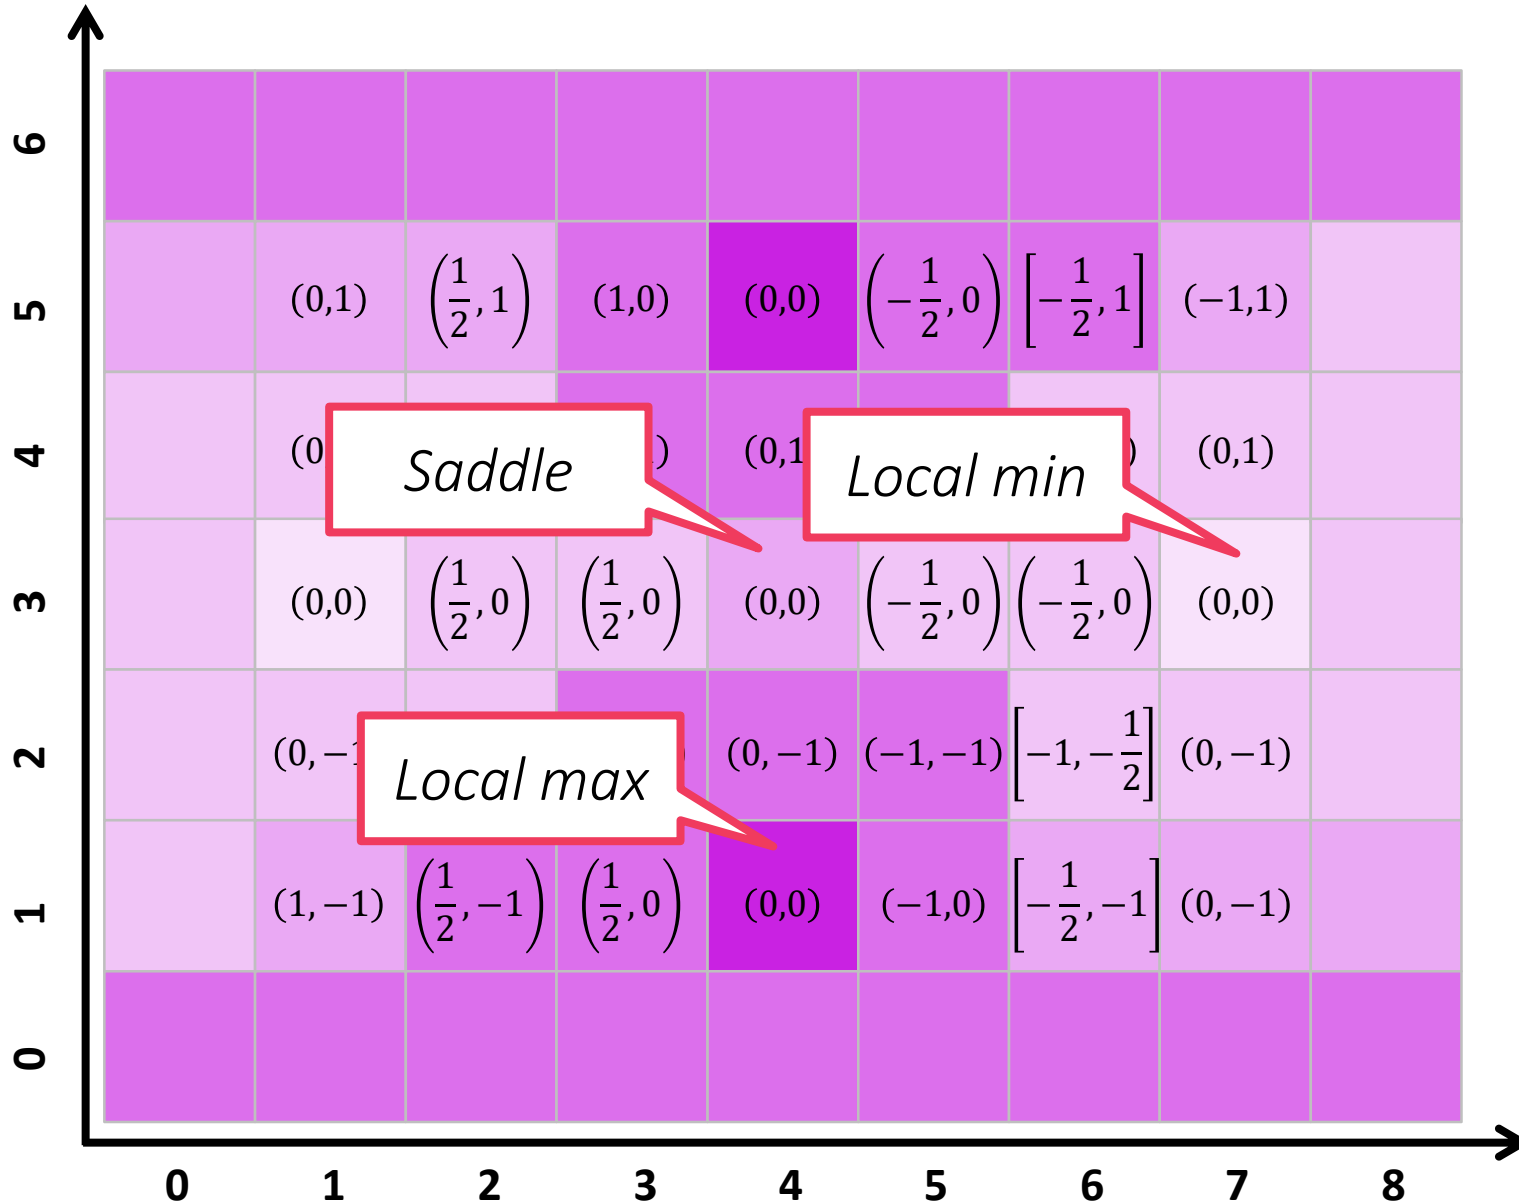 6
5 (0,1) (1/2, 1) (1,0) (0,0) (−1/2, 0) [−1/2, 1] (−1,1)
4 (0 Saddle ) (0,1 Local min ) (0,1)
3 (0,0) (1/2, 0) (1/2, 0) (0,0) (−1/2, 0) (−1/2, 0) (0,0)
2 (0,− Local max (0,−1) (−1,−1) [−1,−1/2] (0,−1)
1 (1,−1) (1/2, −1) (1/2, 0) (0,0) (−1,0) [−1/2, −1] (0,−1)
0
0 1 2 3 4 5 6 7 8